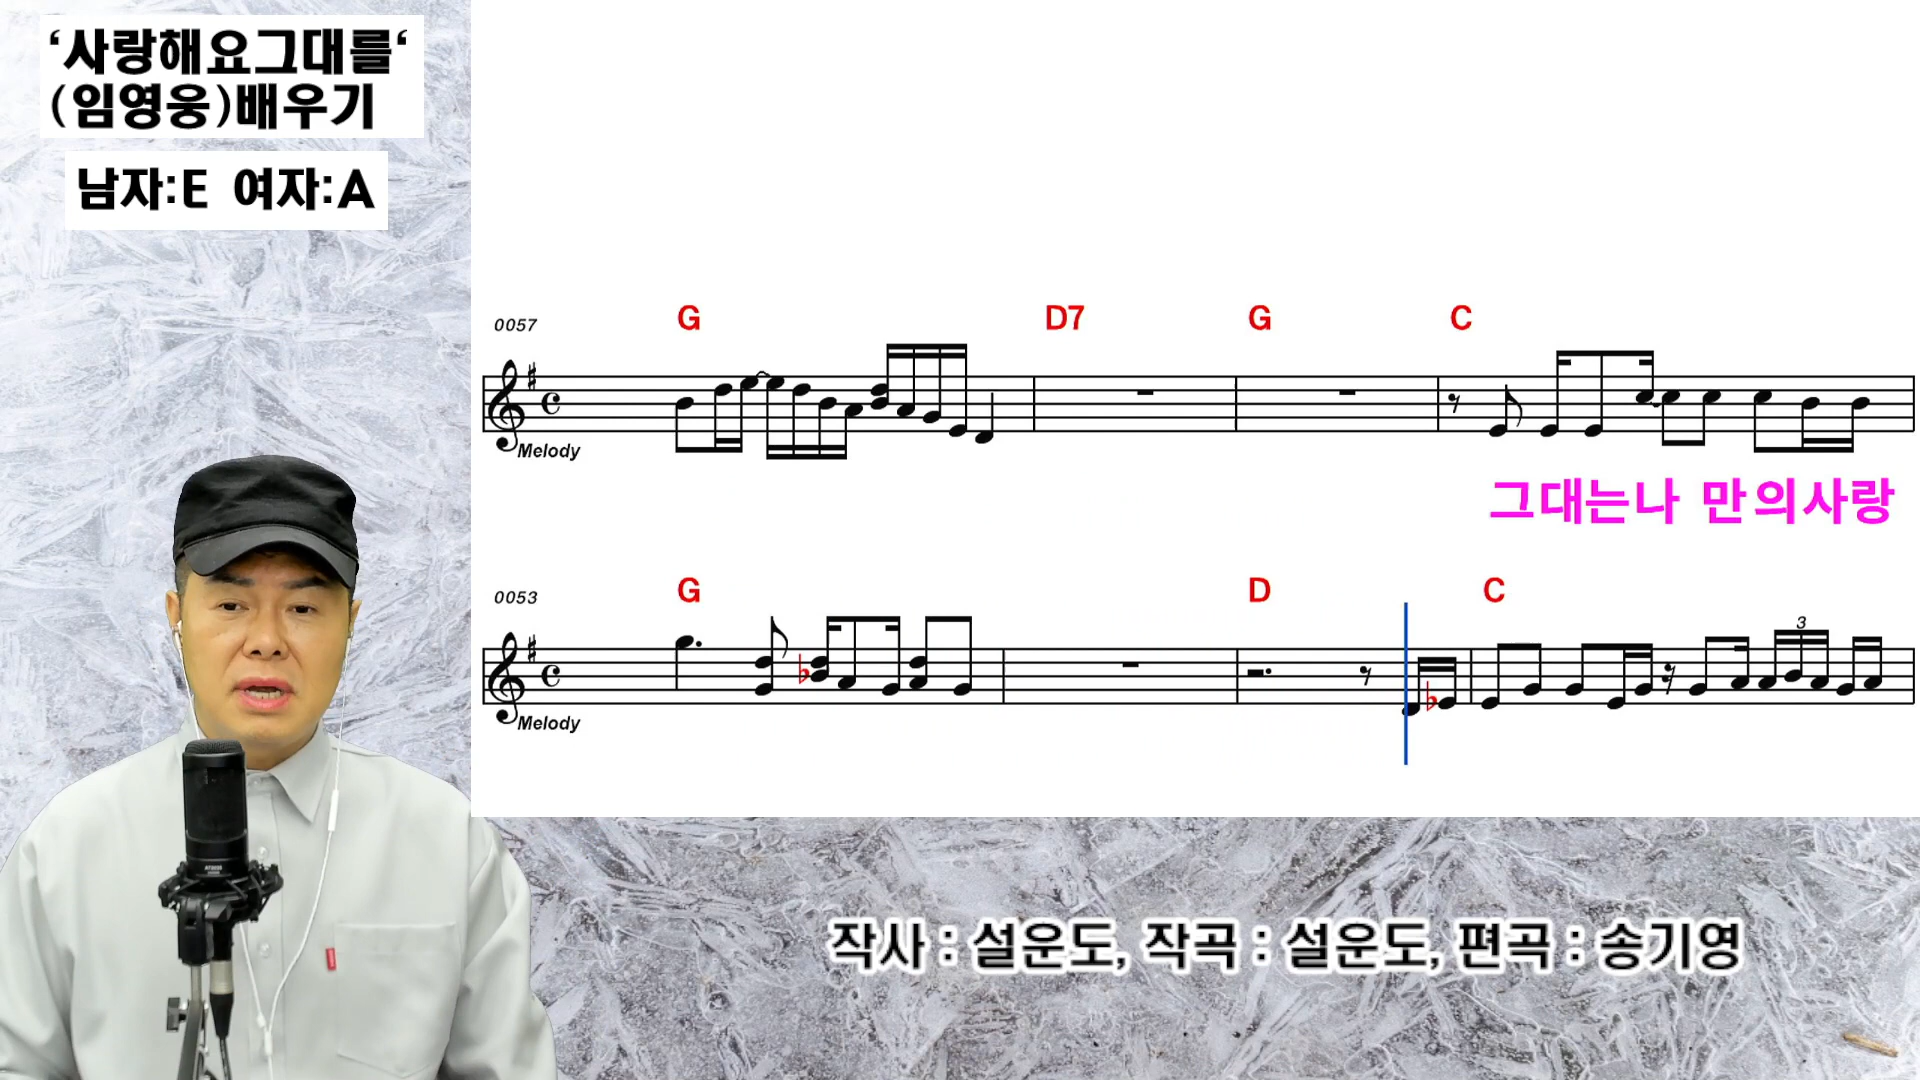 ‘사랑해요그대를‘
(임영웅)배우기
남자:E 여자:A
0057 G D7 G C
Melody
그대는나 만의사랑
0053 G D C
3
Melody
작사 : 설운도, 작곡 : 설운도, 편곡 : 송기영